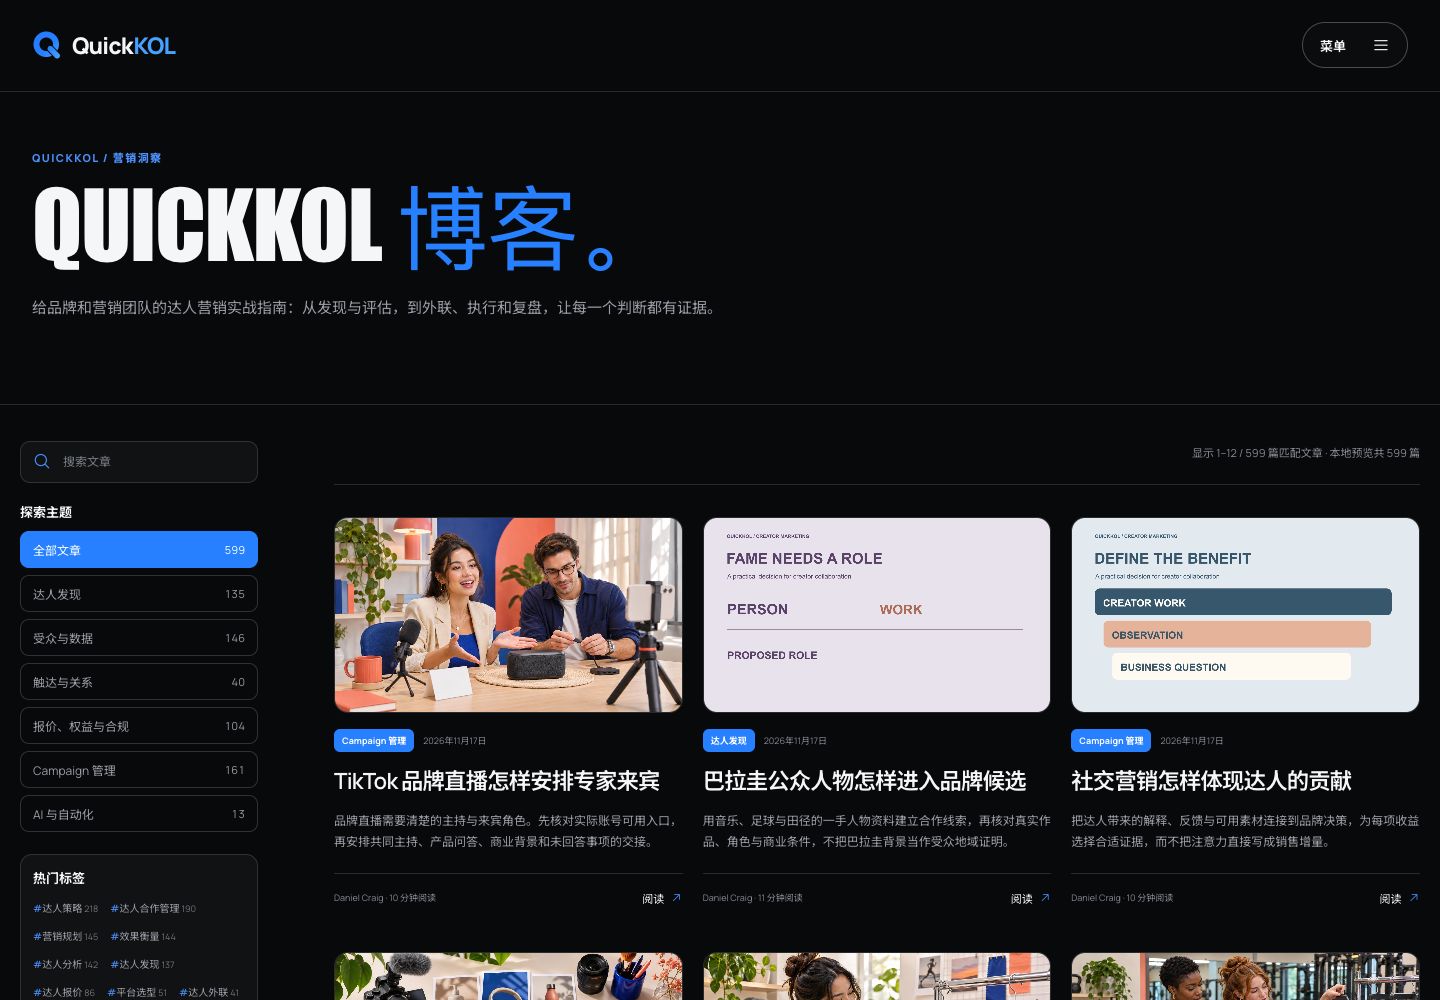 QuickKOL
菜单
QUICKKOL / 营销洞察
QUICKKOL 博客。
给品牌和营销团队的达人营销实战指南：从发现与评估，到外联、执行和复盘，让每一个判断都有证据。
搜索文章
显示 1–12 / 599 篇匹配文章 · 本地预览共 599 篇
探索主题
全部文章 599
达人发现 135
受众与数据 146
触达与关系 40
报价、权益与合规 104
Campaign 管理 161
AI 与自动化 13
热门标签
#达人策略 218 #达人合作管理 190
#营销规划 145 #效果衡量 144
#达人分析 142 #达人发现 137
#达人报价 86 #平台选型 51 #达人外联 41
Campaign 管理 2026年11月17日
TikTok 品牌直播怎样安排专家来宾
品牌直播需要清楚的主持与来宾角色。先核对实际账号可用入口，
再安排共同主持、产品问答、商业背景和未回答事项的交接。
Daniel Craig · 10 分钟阅读 阅读
QUICKKOL / CREATOR MARKETING
FAME NEEDS A ROLE
A practical decision for creator collaboration
PERSON WORK
PROPOSED ROLE
达人发现 2026年11月17日
巴拉圭公众人物怎样进入品牌候选
用音乐、足球与田径的一手人物资料建立合作线索，再核对真实作
品、角色与商业条件，不把巴拉圭背景当作受众地域证明。
Daniel Craig · 11 分钟阅读 阅读
QUICKKOL / CREATOR MARKETING
DEFINE THE BENEFIT
A practical decision for creator collaboration
CREATOR WORK
OBSERVATION
BUSINESS QUESTION
Campaign 管理 2026年11月17日
社交营销怎样体现达人的贡献
把达人带来的解释、反馈与可用素材连接到品牌决策，为每项收益
选择合适证据，而不把注意力直接写成销售增量。
Daniel Craig · 10 分钟阅读 阅读